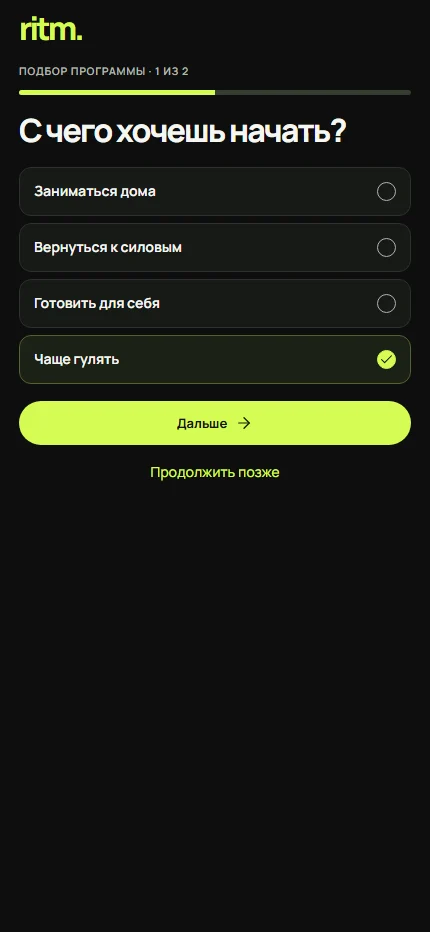 ritm.
ПОДБОР ПРОГРАММЫ · 1 ИЗ 2
С чего хочешь начать?
Заниматься дома
Вернуться к силовым
Готовить для себя
Чаще гулять
Дальше →
Продолжить позже